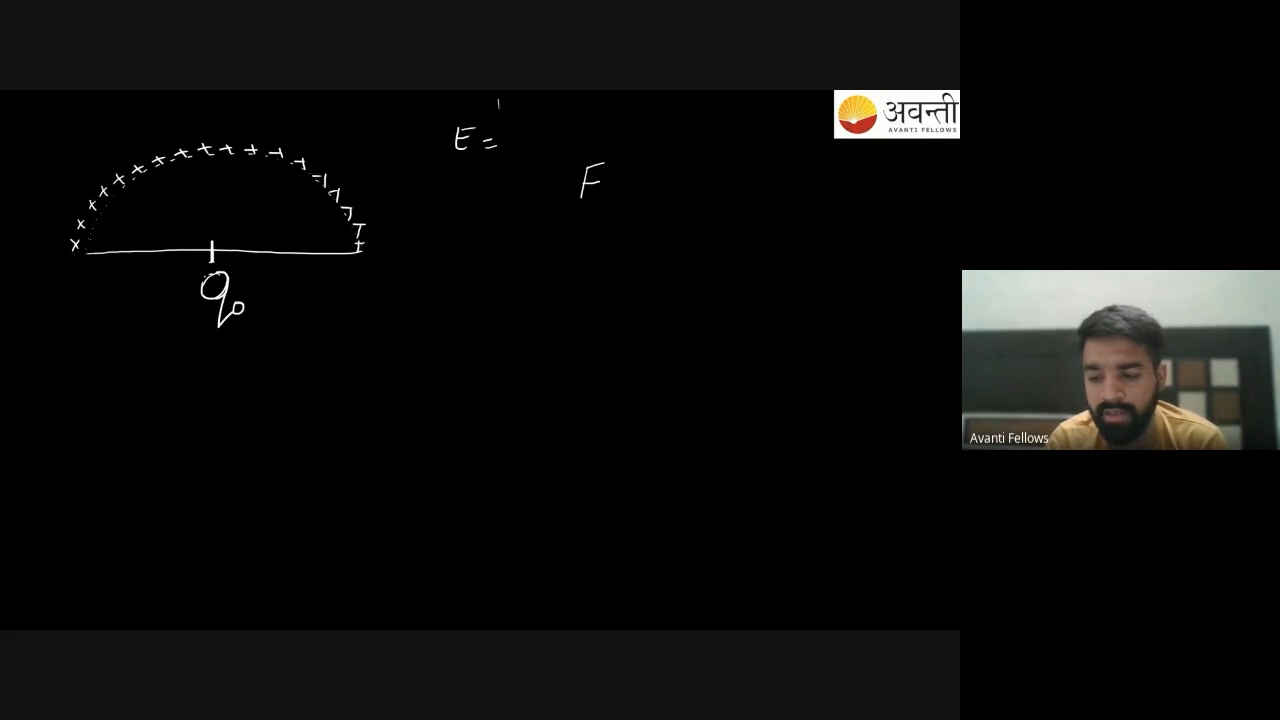 अवन्ती
AVANTI FELLOWS
E =
F
+ + + + + + + + + + + + + + + + + + +
q₀
Avanti Fellows